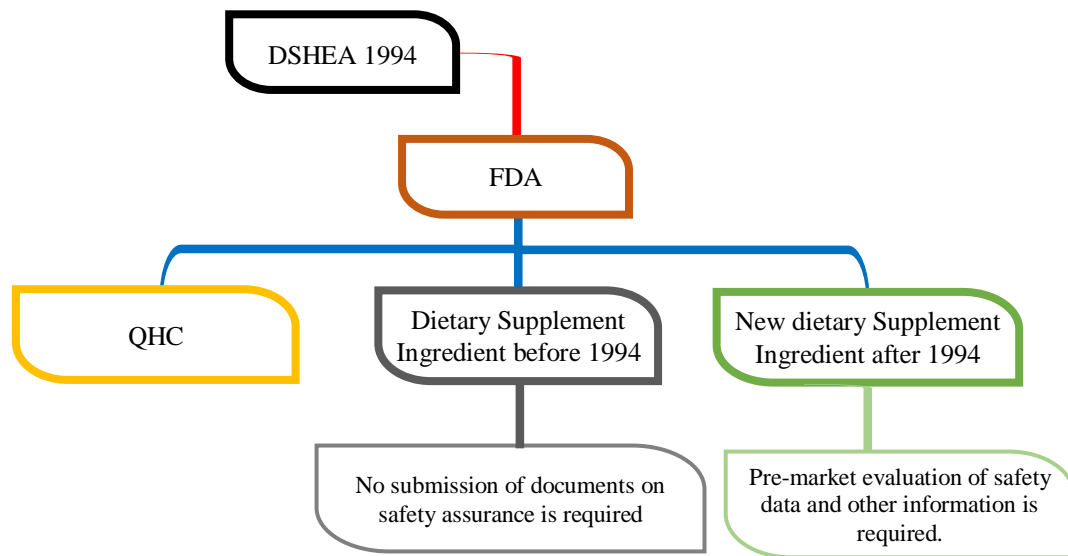 DSHEA 1994
FDA
QHC
Dietary Supplement
Ingredient before 1994
New dietary Supplement
Ingredient after 1994
No submission of documents on
safety assurance is required
Pre-market evaluation of safety
data and other information is
required.